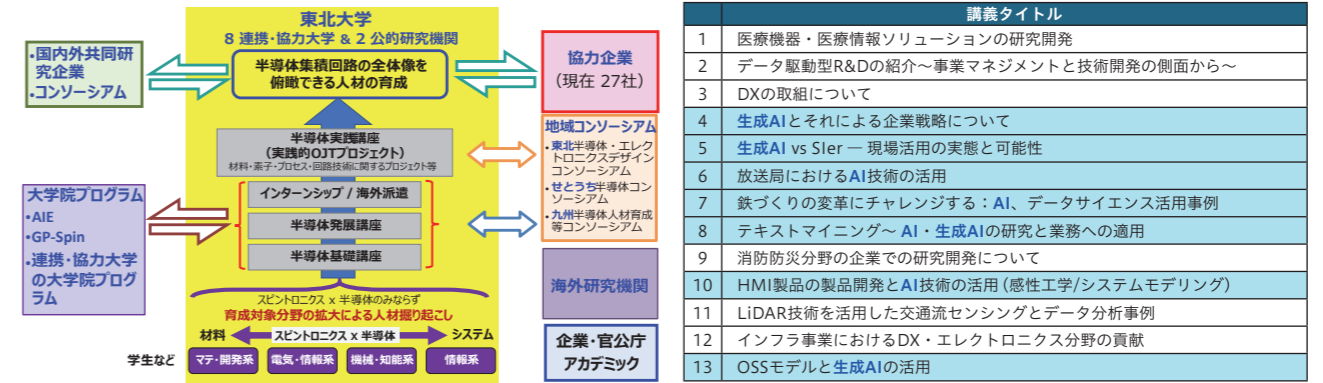 東北大学
8 連携・協力大学 & 2 公的研究機関
半導体集積回路の全体像を
俯瞰できる人材の育成
・国内外共同研
究企業
・コンソーシアム
協力企業
(現在 27社)
半導体実践講座
(実践的OJTプロジェクト)
材料・素子・プロセス・回路技術に関するプロジェクト等
インターンシップ / 海外派遣
半導体発展講座
半導体基礎講座
地域コンソーシアム
・東北半導体・エレク
トロニクスデザイン
コンソーシアム
・せとうち半導体コン
ソーシアム
・九州半導体人材育成
等コンソーシアム
大学院プログラム
・AIE
・GP-Spin
・連携・協力大学
の大学院プログ
ラム
海外研究機関
スピントロニクス x 半導体のみならず
育成対象分野の拡大による人材掘り起こし
材料 スピントロニクス x 半導体 システム
学生など マテ・開発系 電気・情報系 機械・知能系 情報系
企業・官公庁
アカデミック
講義タイトル
1 医療機器・医療情報ソリューションの研究開発
2 データ駆動型R&Dの紹介〜事業マネジメントと技術開発の側面から〜
3 DXの取組について
4 生成AIとそれによる企業戦略について
5 生成AI vs SIer ― 現場活用の実態と可能性
6 放送局におけるAI技術の活用
7 鉄づくりの変革にチャレンジする：AI、データサイエンス活用事例
8 テキストマイニング〜 AI・生成AIの研究と業務への適用
9 消防防災分野の企業での研究開発について
10 HMI製品の製品開発とAI技術の活用(感性工学/システムモデリング)
11 LiDAR技術を活用した交通流センシングとデータ分析事例
12 インフラ事業におけるDX・エレクトロニクス分野の貢献
13 OSSモデルと生成AIの活用